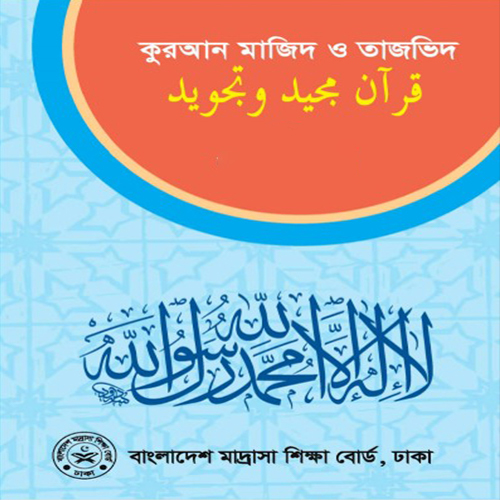 কুরআন মাজিদ ও তাজভিদ
قرآن مجيد وتجويد
لا إله إلا الله محمد رسول الله
বাংলাদেশ মাদ্রাসা শিক্ষা বোর্ড
ঢাকা
বাংলাদেশ মাদ্রাসা শিক্ষা বোর্ড, ঢাকা